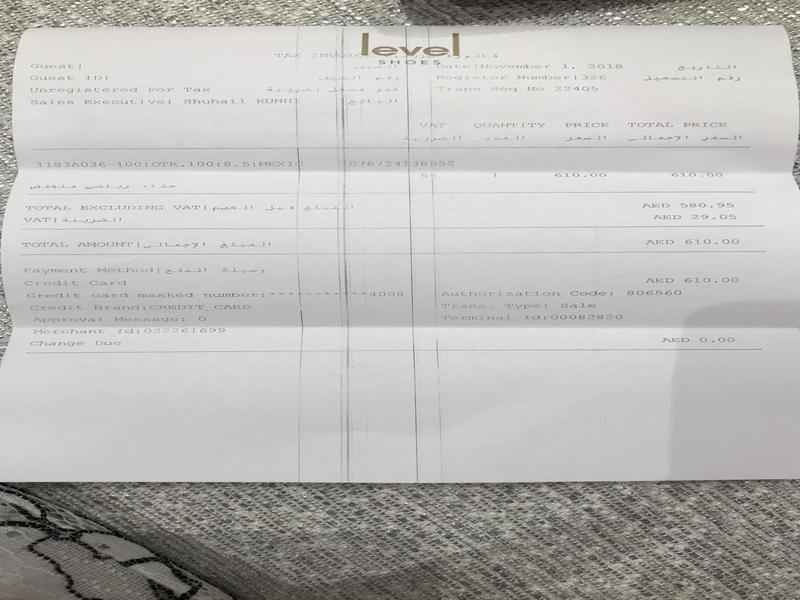 level
SHOES
TAX INVOICE
Guest| Date|November 1, 2018 التاريخ
Guest ID| رقم الضيف Register Number|326 رقم التسجيل
Unregistered For Tax غير مسجل لضريبة Trans Seq No 22405
Sales Executive| Shuhail KUNHI البائع
VAT QUANTITY PRICE TOTAL PRICE
الضريبة العدد السعر السعر الإجمالي
1183A036-100:OTR.100:8.5:MEXIC
5% 1 610.00 610.00
حذاء رياضي منخفض
TOTAL EXCLUDING VAT|المبلغ قبل الخصم AED 580.95
VAT|الضريبة AED 29.05
TOTAL AMOUNT|المبلغ الإجمالي AED 610.00
Payment Method|وسيلة الدفع
Credit Card AED 610.00
Credit card masked number:************4008 Authorization Code: 806560
Credit Brand:CREDIT_CARD Trans. Type: Sale
Approval Message: 0 Terminal Id:00082820
Merchant Id:022261699
Change Due AED 0.00